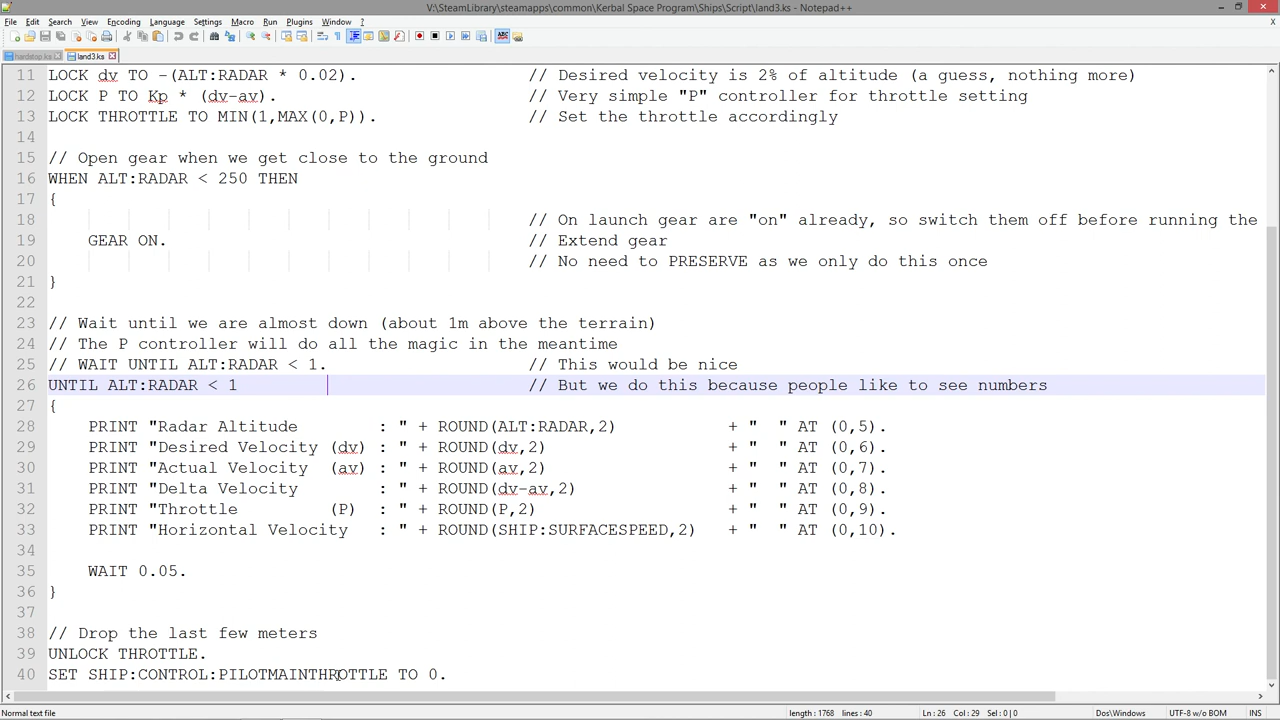 V:\SteamLibrary\steamapps\common\Kerbal Space Program\Ships\Script\land3.ks - Notepad++
File Edit Search View Encoding Language Settings Macro Run Plugins Window ?
hardstop.ks land3.ks
11 LOCK dv TO -(ALT:RADAR * 0.02). // Desired velocity is 2% of altitude (a guess, nothing more)
12 LOCK P TO Kp * (dv-av). // Very simple "P" controller for throttle setting
13 LOCK THROTTLE TO MIN(1,MAX(0,P)). // Set the throttle accordingly
14
15 // Open gear when we get close to the ground
16 WHEN ALT:RADAR < 250 THEN
17 {
18 // On launch gear are "on" already, so switch them off before running the
19 GEAR ON. // Extend gear
20 // No need to PRESERVE as we only do this once
21 }
22
23 // Wait until we are almost down (about 1m above the terrain)
24 // The P controller will do all the magic in the meantime
25 // WAIT UNTIL ALT:RADAR < 1. // This would be nice
26 UNTIL ALT:RADAR < 1 // But we do this because people like to see numbers
27 {
28 PRINT "Radar Altitude : " + ROUND(ALT:RADAR,2) + "  " AT (0,5).
29 PRINT "Desired Velocity (dv) : " + ROUND(dv,2) + "  " AT (0,6).
30 PRINT "Actual Velocity (av) : " + ROUND(av,2) + "  " AT (0,7).
31 PRINT "Delta Velocity : " + ROUND(dv-av,2) + "  " AT (0,8).
32 PRINT "Throttle (P) : " + ROUND(P,2) + "  " AT (0,9).
33 PRINT "Horizontal Velocity : " + ROUND(SHIP:SURFACESPEED,2) + "  " AT (0,10).
34
35 WAIT 0.05.
36 }
37
38 // Drop the last few meters
39 UNLOCK THROTTLE.
40 SET SHIP:CONTROL:PILOTMAINTHROTTLE TO 0.
Normal text file length : 1768 lines : 40 Ln : 26 Col : 29 Sel : 0 | 0 Dos\Windows UTF-8 w/o BOM INS